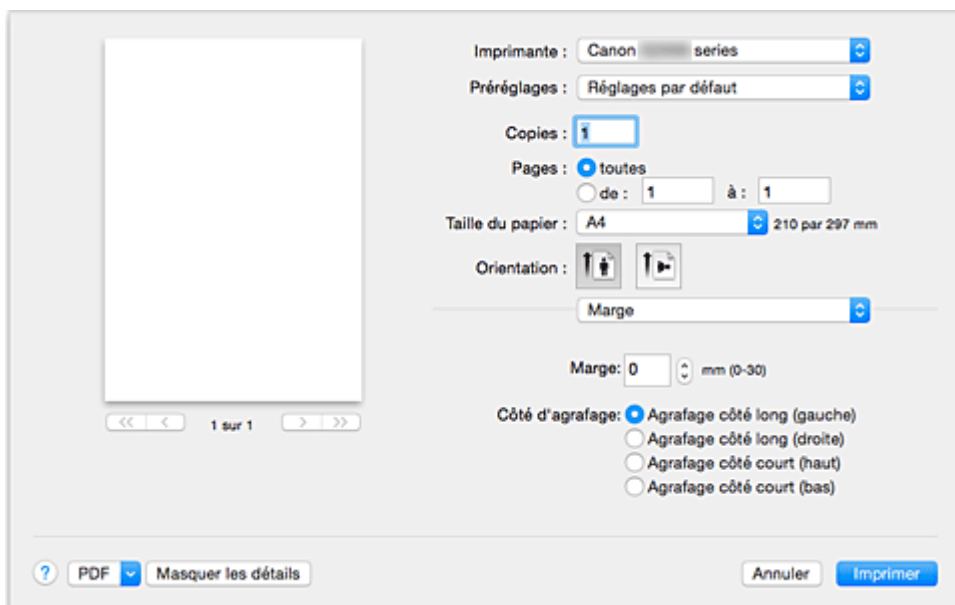 Imprimante : Canon series
Préréglages : Réglages par défaut
Copies : 1
Pages : toutes
de : 1 à : 1
Taille du papier : A4 210 par 297 mm
Orientation :
Marge
Marge: 0 mm (0-30)
<< < 1 sur 1 > >>
Côté d'agrafage: Agrafage côté long (gauche)
Agrafage côté long (droite)
Agrafage côté court (haut)
Agrafage côté court (bas)
? PDF Masquer les détails Annuler Imprimer